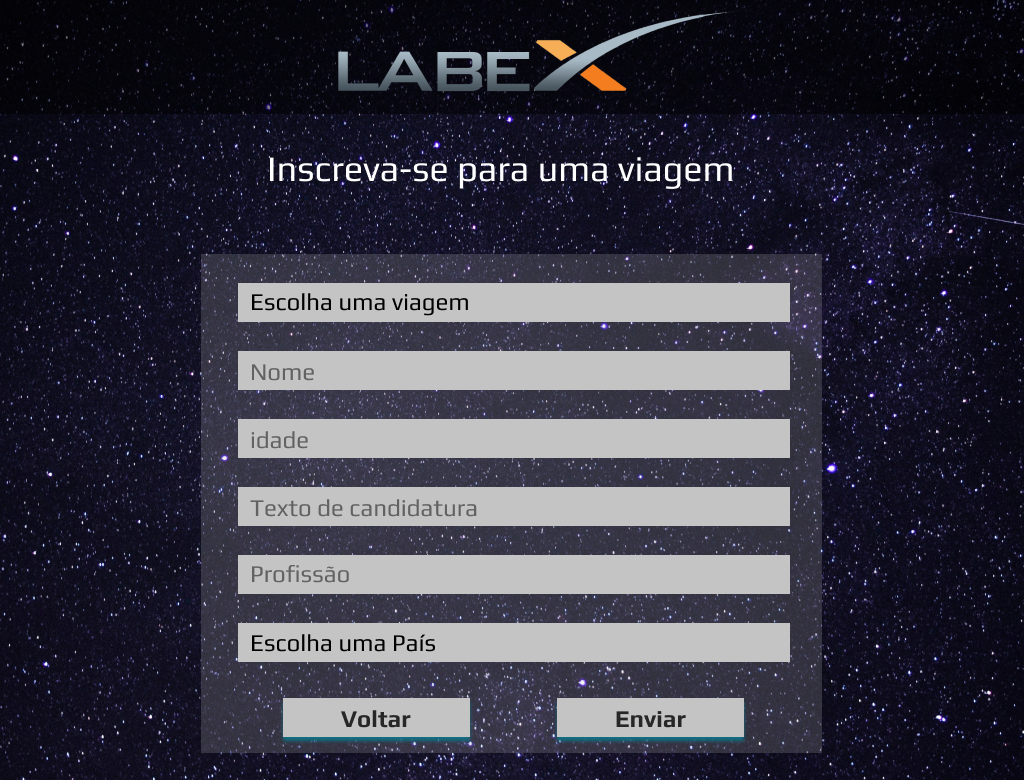 LABEX
Inscreva-se para uma viagem
Escolha uma viagem
Nome
idade
Texto de candidatura
Profissão
Escolha uma País
Voltar
Enviar